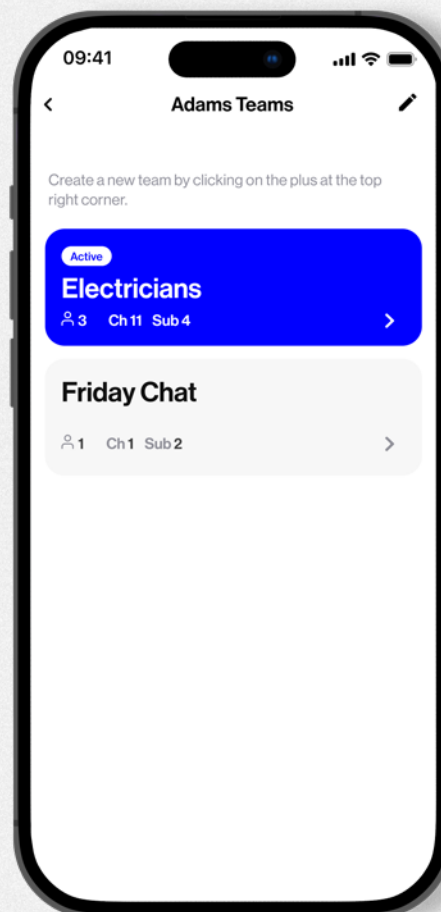 09:41
Adams Teams
Create a new team by clicking on the plus at the top
right corner.
Active
Electricians
3 Ch 11 Sub 4
Friday Chat
1 Ch 1 Sub 2